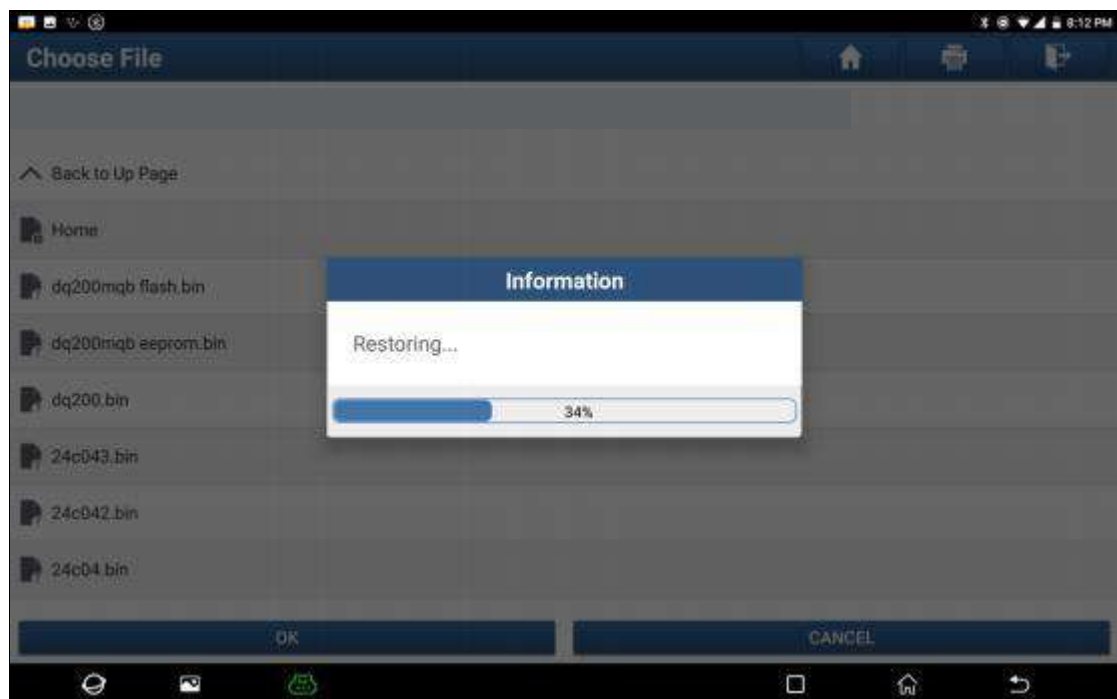 8:12 PM
Choose File
Back to Up Page
Home
dq200mqb flash.bin
dq200mqb eeprom.bin
dq200.bin
24c043.bin
24c042.bin
24c04.bin
Information
Restoring...
34%
OK
CANCEL